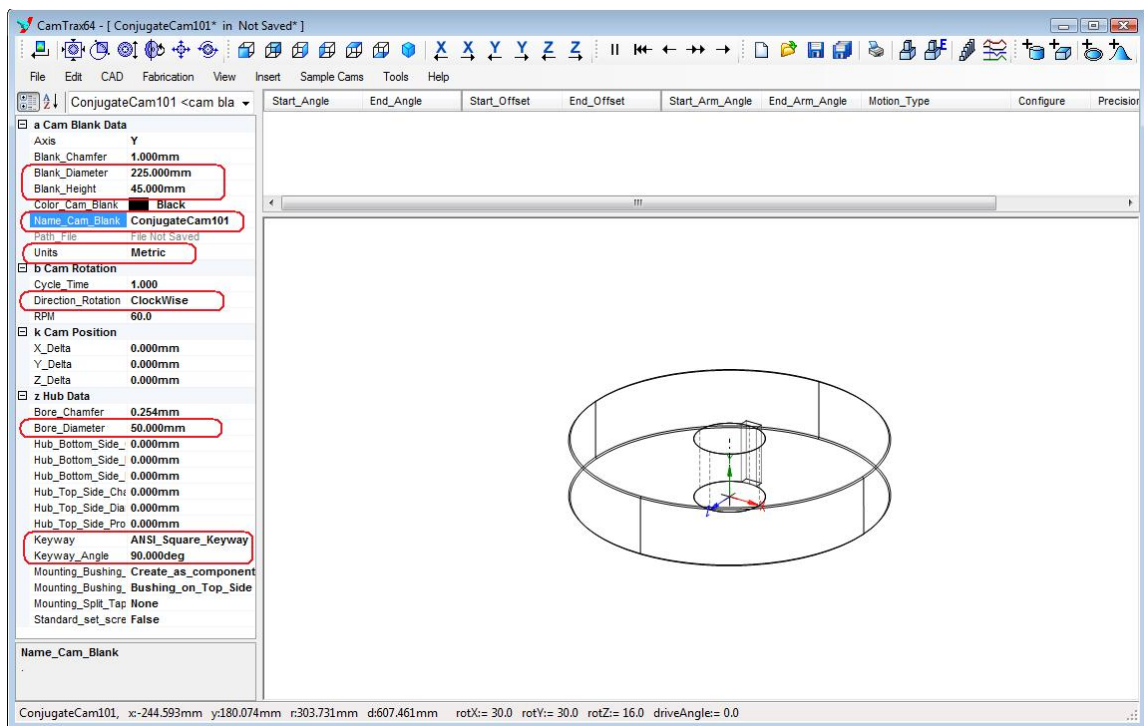 CamTrax64 - [ ConjugateCam101* in Not Saved* ]
X X Y Y Z Z
File Edit CAD Fabrication View Insert Sample Cams Tools Help
ConjugateCam101 <cam bla
Start_Angle End_Angle Start_Offset End_Offset Start_Arm_Angle End_Arm_Angle Motion_Type Configure Precision
a Cam Blank Data
Axis Y
Blank_Chamfer 1.000mm
Blank_Diameter 225.000mm
Blank_Height 45.000mm
Color_Cam_Blank Black
Name_Cam_Blank ConjugateCam101
Path_File File Not Saved
Units Metric
b Cam Rotation
Cycle_Time 1.000
Direction_Rotation ClockWise
RPM 60.0
k Cam Position
X_Delta 0.000mm
Y_Delta 0.000mm
Z_Delta 0.000mm
z Hub Data
Bore_Chamfer 0.254mm
Bore_Diameter 50.000mm
Hub_Bottom_Side_ 0.000mm
Hub_Bottom_Side_ 0.000mm
Hub_Bottom_Side_ 0.000mm
Hub_Top_Side_Cha 0.000mm
Hub_Top_Side_Dia 0.000mm
Hub_Top_Side_Pro 0.000mm
Keyway ANSI_Square_Keyway
Keyway_Angle 90.000deg
Mounting_Bushing_ Create_as_component
Mounting_Bushing_ Bushing_on_Top_Side
Mounting_Split_Tap None
Standard_set_scre False
Name_Cam_Blank
.
ConjugateCam101, x:-244.593mm y:180.074mm r:303.731mm d:607.461mm rotX:= 30.0 rotY:= 30.0 rotZ:= 16.0 driveAngle:= 0.0